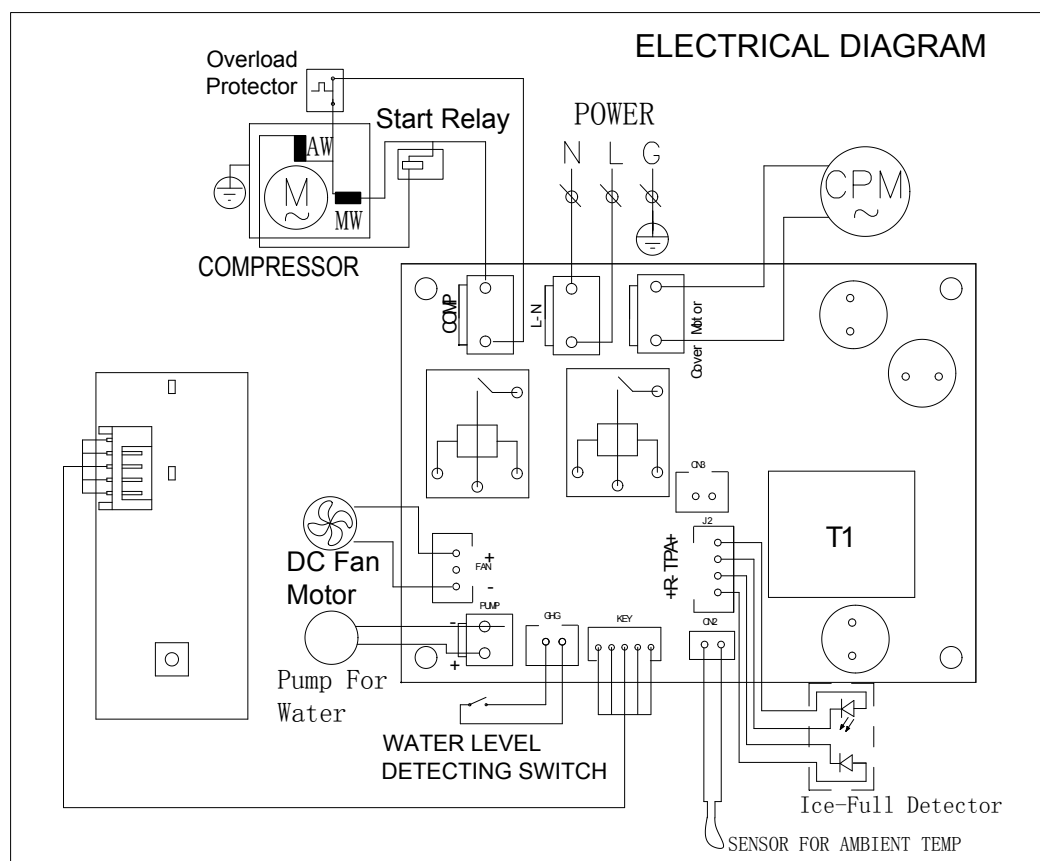 ELECTRICAL DIAGRAM
Overload
Protector
Start Relay
POWER
N L G
AW
M
MW
CPM
COMPRESSOR
COMP
L-N
Cover Motor
CN3
J2
+R-TPA+
T1
DC Fan
Motor
+
FAN
-
PUMP
-
+
GHG
KEY
CN2
Pump For
Water
WATER LEVEL
DETECTING SWITCH
Ice-Full Detector
SENSOR FOR AMBIENT TEMP